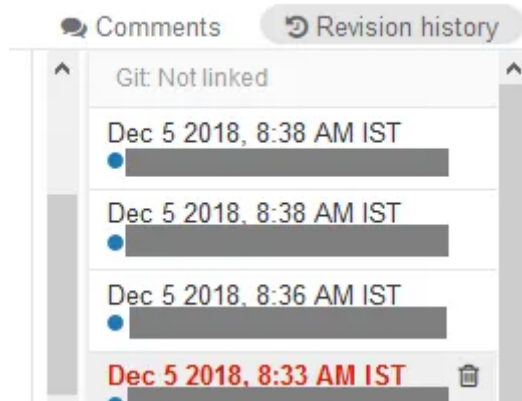 Comments Revision history
Git: Not linked
Dec 5 2018, 8:38 AM IST
Dec 5 2018, 8:38 AM IST
Dec 5 2018, 8:36 AM IST
Dec 5 2018, 8:33 AM IST